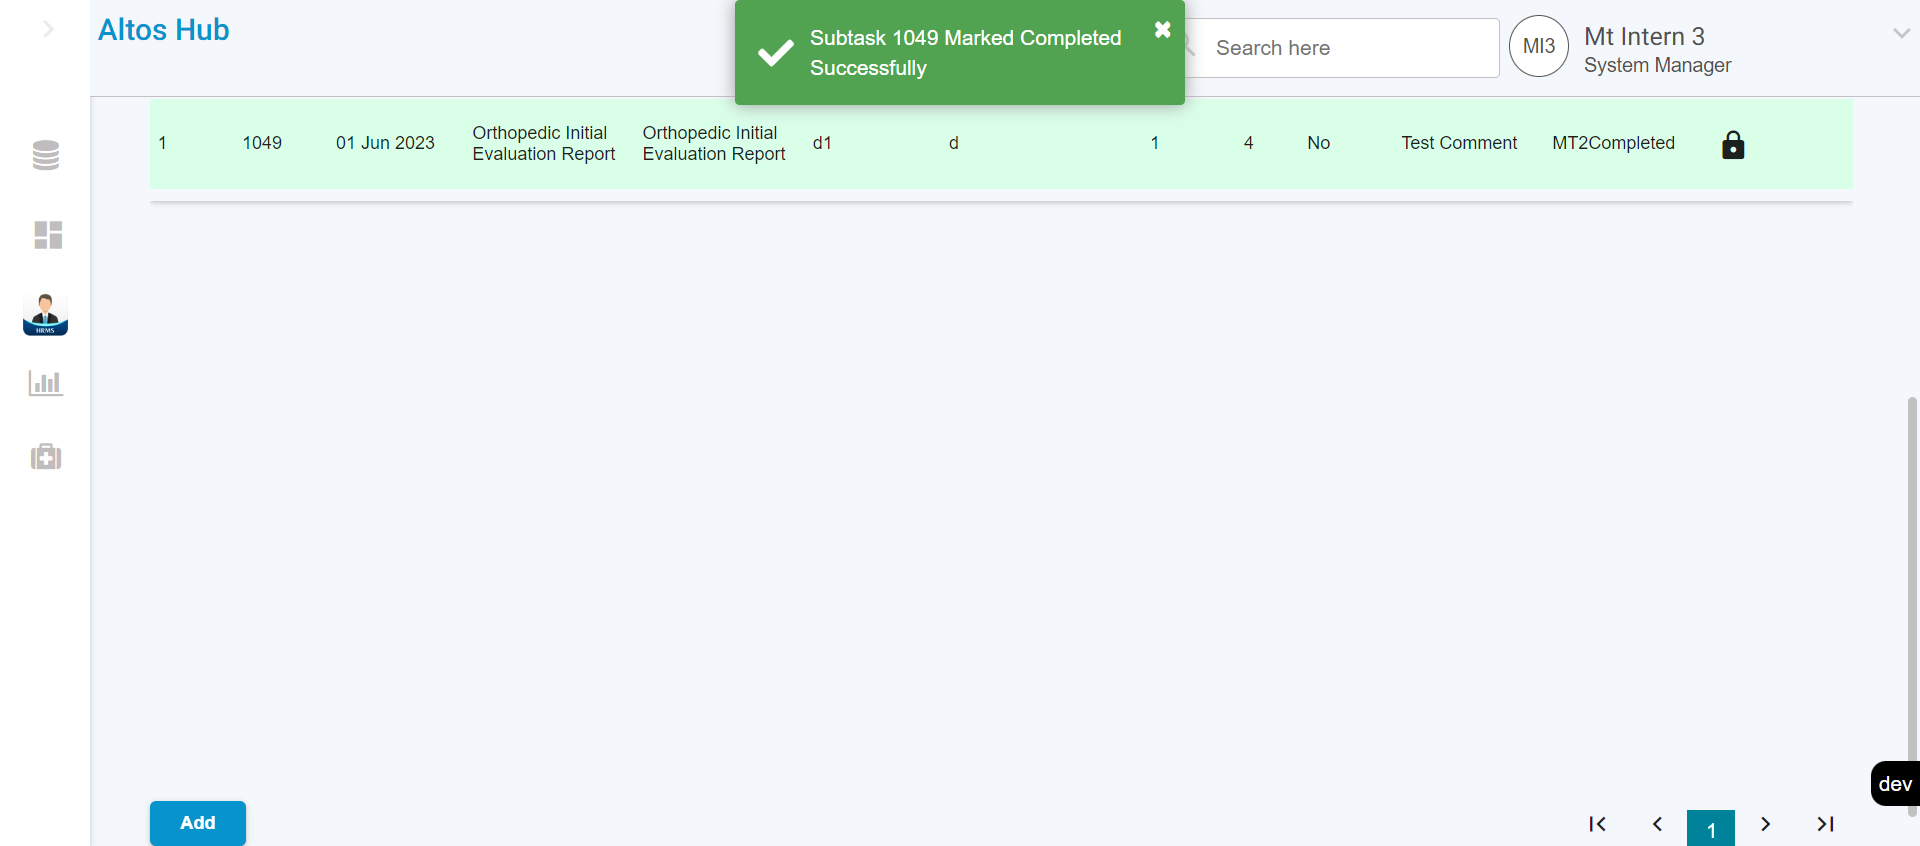 Altos Hub
Subtask 1049 Marked Completed
Successfully
Search here
MI3
Mt Intern 3
System Manager
1 1049 01 Jun 2023 Orthopedic Initial Evaluation Report Orthopedic Initial Evaluation Report d1 d 1 4 No Test Comment MT2Completed
HRMS
dev
Add
1